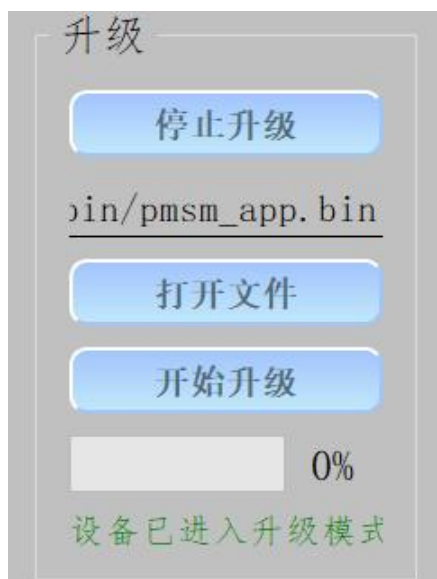 升级
停止升级
bin/pmsm_app.bin
打开文件
开始升级
0%
设备已进入升级模式